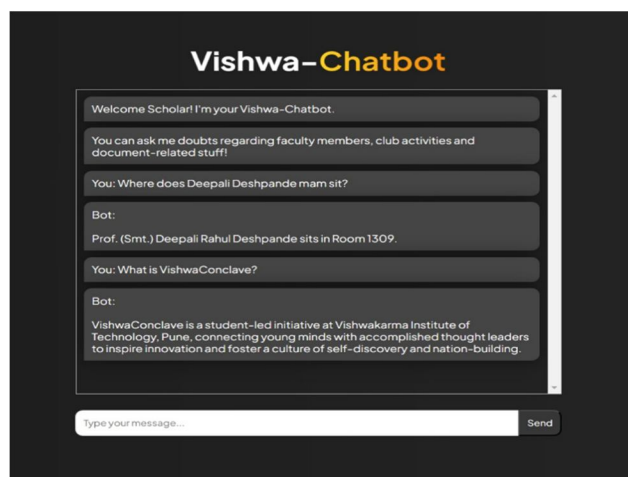 Vishwa-Chatbot
Welcome Scholar! I'm your Vishwa-Chatbot.
You can ask me doubts regarding faculty members, club activities and
document-related stuff!
You: Where does Deepali Deshpande mam sit?
Bot:
Prof. (Smt.) Deepali Rahul Deshpande sits in Room 1309.
You: What is VishwaConclave?
Bot:
VishwaConclave is a student-led initiative at Vishwakarma Institute of
Technology, Pune, connecting young minds with accomplished thought leaders
to inspire innovation and foster a culture of self-discovery and nation-building.
Type your message...
Send